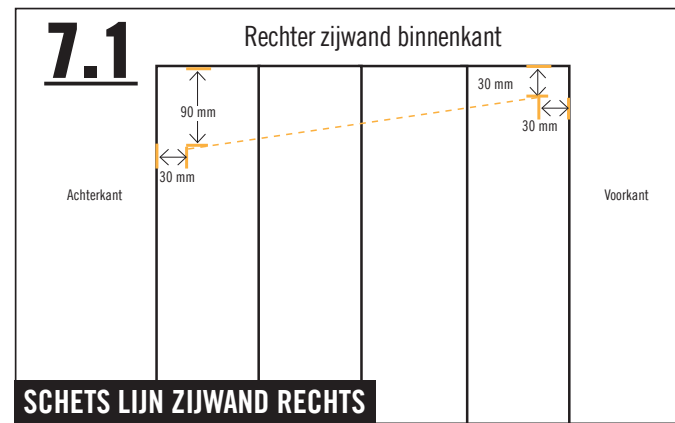 7.1
Rechter zijwand binnenkant
30 mm
90 mm
30 mm
30 mm
Achterkant
Voorkant
SCHETS LIJN ZIJWAND RECHTS